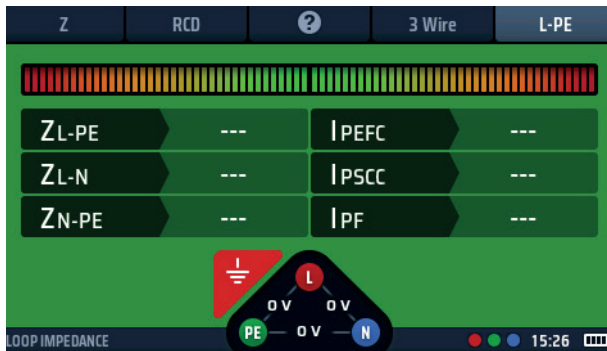 Z RCD ? 3 Wire L-PE
ZL-PE --- IPEFC ---
ZL-N --- IPSCC ---
ZN-PE --- IPF ---
L
0 V 0 V
PE 0 V N
LOOP IMPEDANCE 15:26